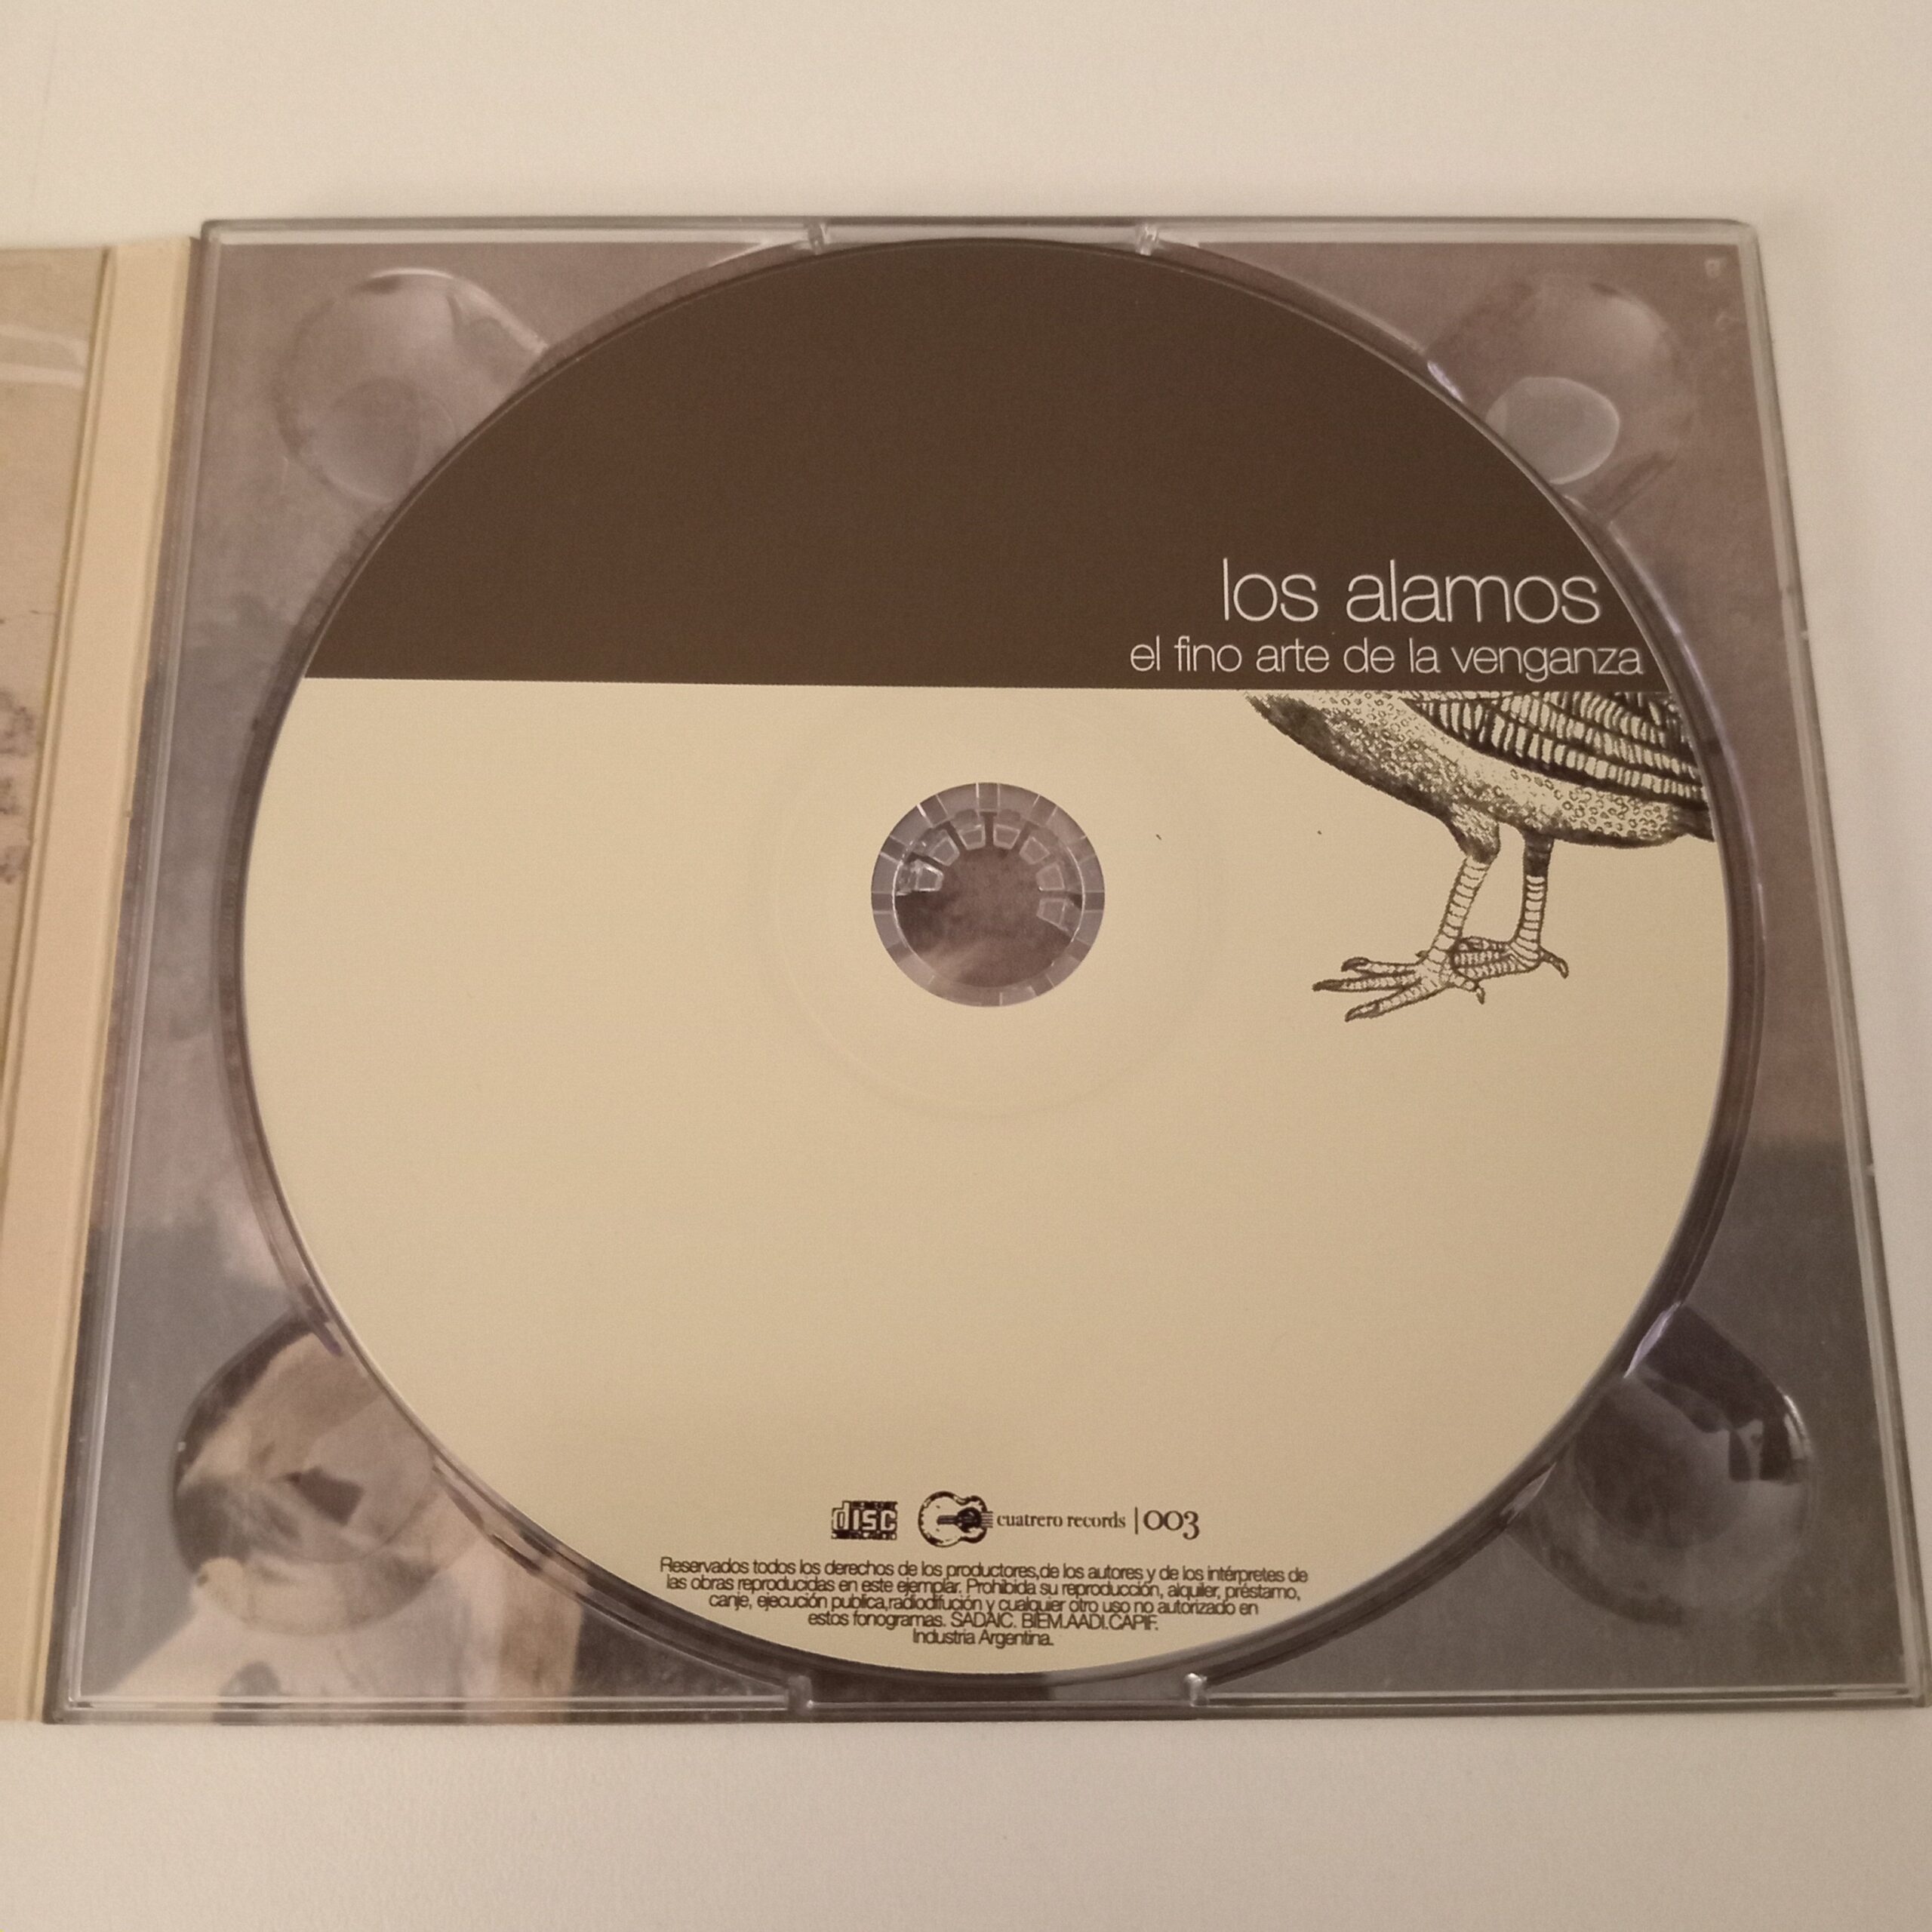 los alamos
el fino arte de la venganza
disc cuatrero records | 003
Reservados todos los derechos de los productores,de los autores y de los intérpretes de
las obras reproducidas en este ejemplar. Prohibida su reproducción, alquiler, préstamo,
canje, ejecución publica,radiodifución y cualquier otro uso no autorizado en
estos fonogramas. SADAIC. BIEM.AADI.CAPIF.
Industria Argentina.